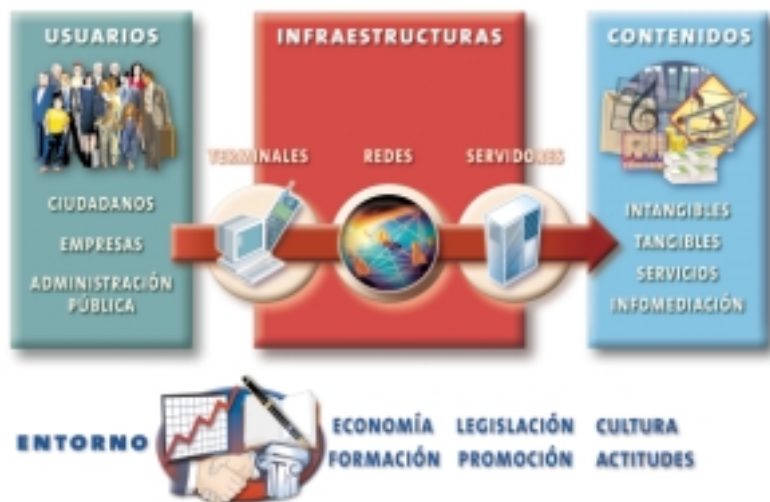 USUARIOS
CIUDADANOS
EMPRESAS
ADMINISTRACIÓN
PÚBLICA
INFRAESTRUCTURAS
TERMINALES
REDES
SERVIDORES
CONTENIDOS
INTANGIBLES
TANGIBLES
SERVICIOS
INFOMEDIACIÓN
ENTORNO
ECONOMÍA LEGISLACIÓN CULTURA
FORMACIÓN PROMOCIÓN ACTITUDES